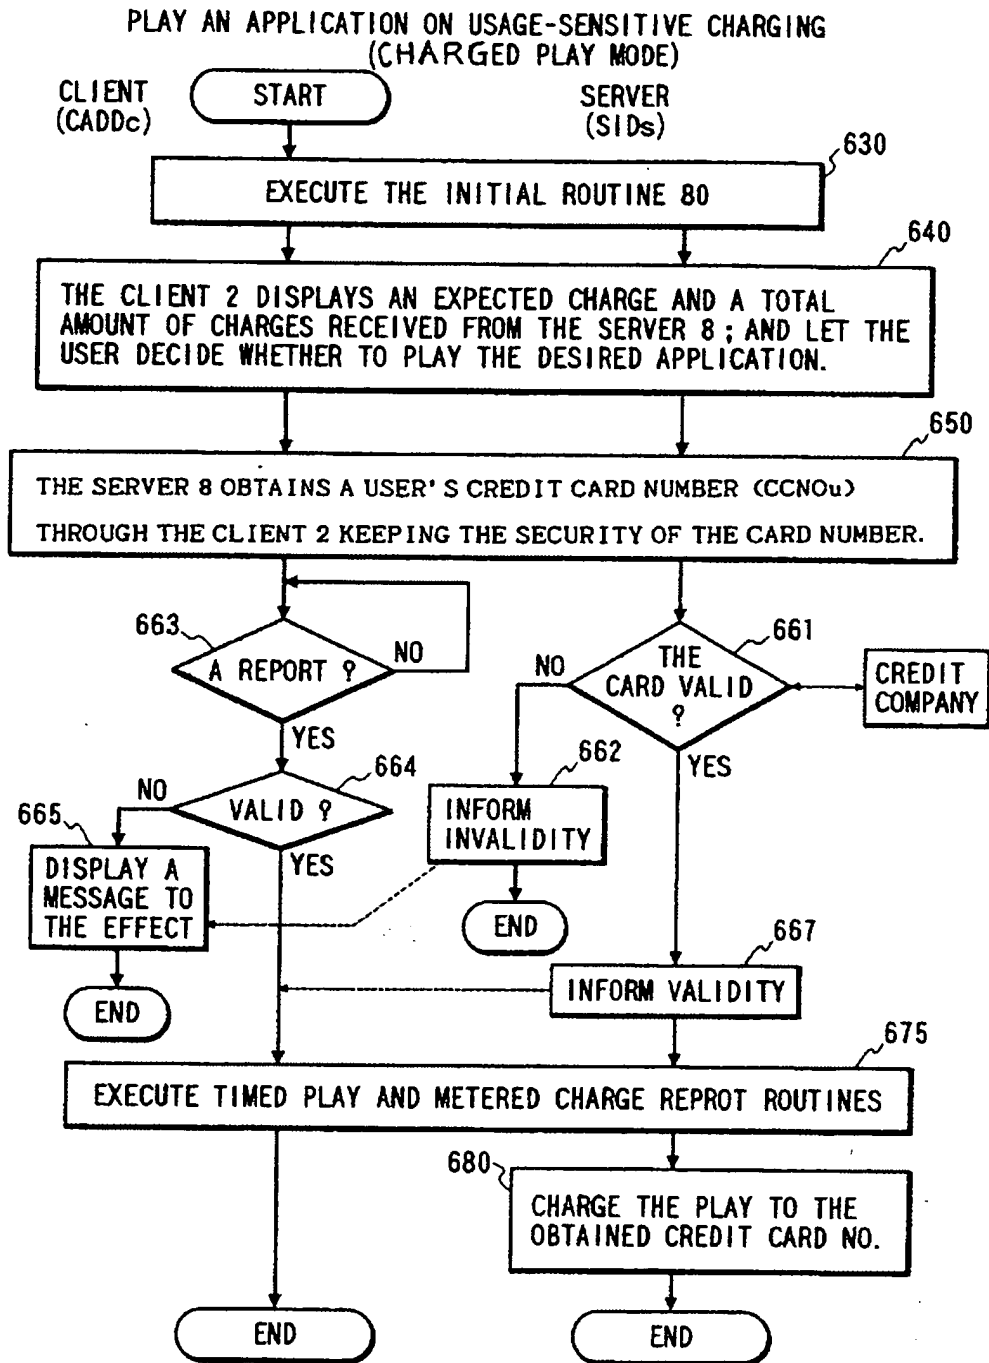 PLAY AN APPLICATION ON USAGE-SENSITIVE CHARGING
(CHARGED PLAY MODE)
CLIENT
(CADDc)
START
SERVER
(SIDs)
630
EXECUTE THE INITIAL ROUTINE 80
640
THE CLIENT 2 DISPLAYS AN EXPECTED CHARGE AND A TOTAL
AMOUNT OF CHARGES RECEIVED FROM THE SERVER 8 ; AND LET THE
USER DECIDE WHETHER TO PLAY THE DESIRED APPLICATION.
650
THE SERVER 8 OBTAINS A USER'S CREDIT CARD NUMBER (CCNOu)
THROUGH THE CLIENT 2 KEEPING THE SECURITY OF THE CARD NUMBER.
663
A REPORT ?
NO
YES
661
THE
CARD VALID
?
NO
YES
CREDIT
COMPANY
664
VALID ?
NO
YES
662
INFORM
INVALIDITY
END
665
DISPLAY A
MESSAGE TO
THE EFFECT
END
667
INFORM VALIDITY
675
EXECUTE TIMED PLAY AND METERED CHARGE REPROT ROUTINES
680
CHARGE THE PLAY TO THE
OBTAINED CREDIT CARD NO.
END
END